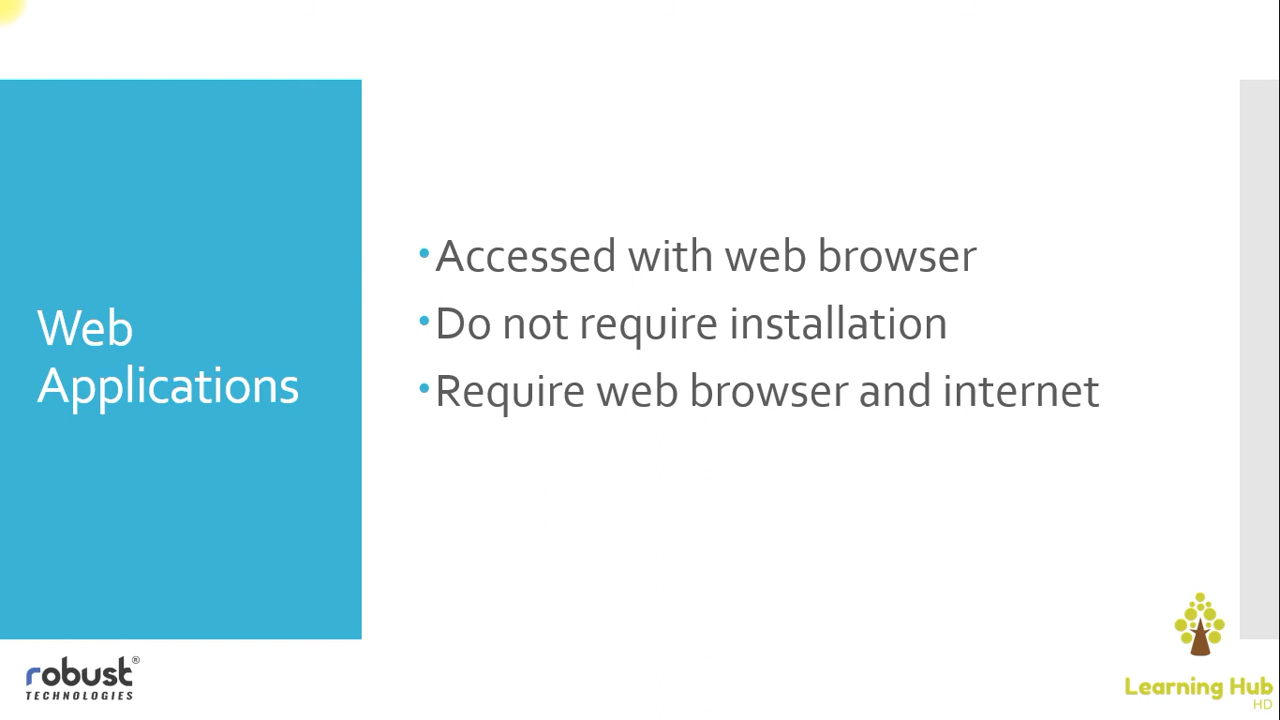 Web
Applications
•Accessed with web browser
•Do not require installation
•Require web browser and internet
robust®
TECHNOLOGIES
Learning Hub
HD